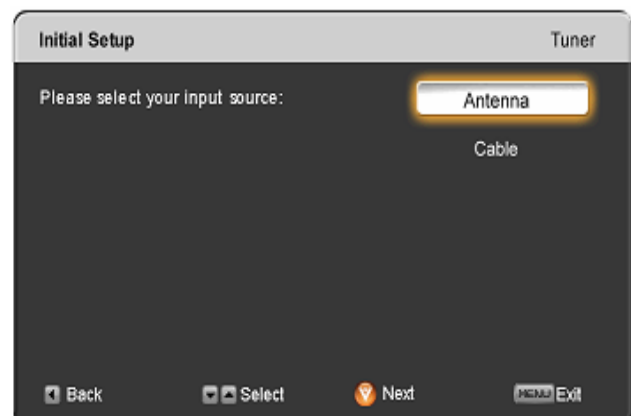 Initial Setup Tuner
Please select your input source: Antenna
Cable
Back Select Next MENU Exit